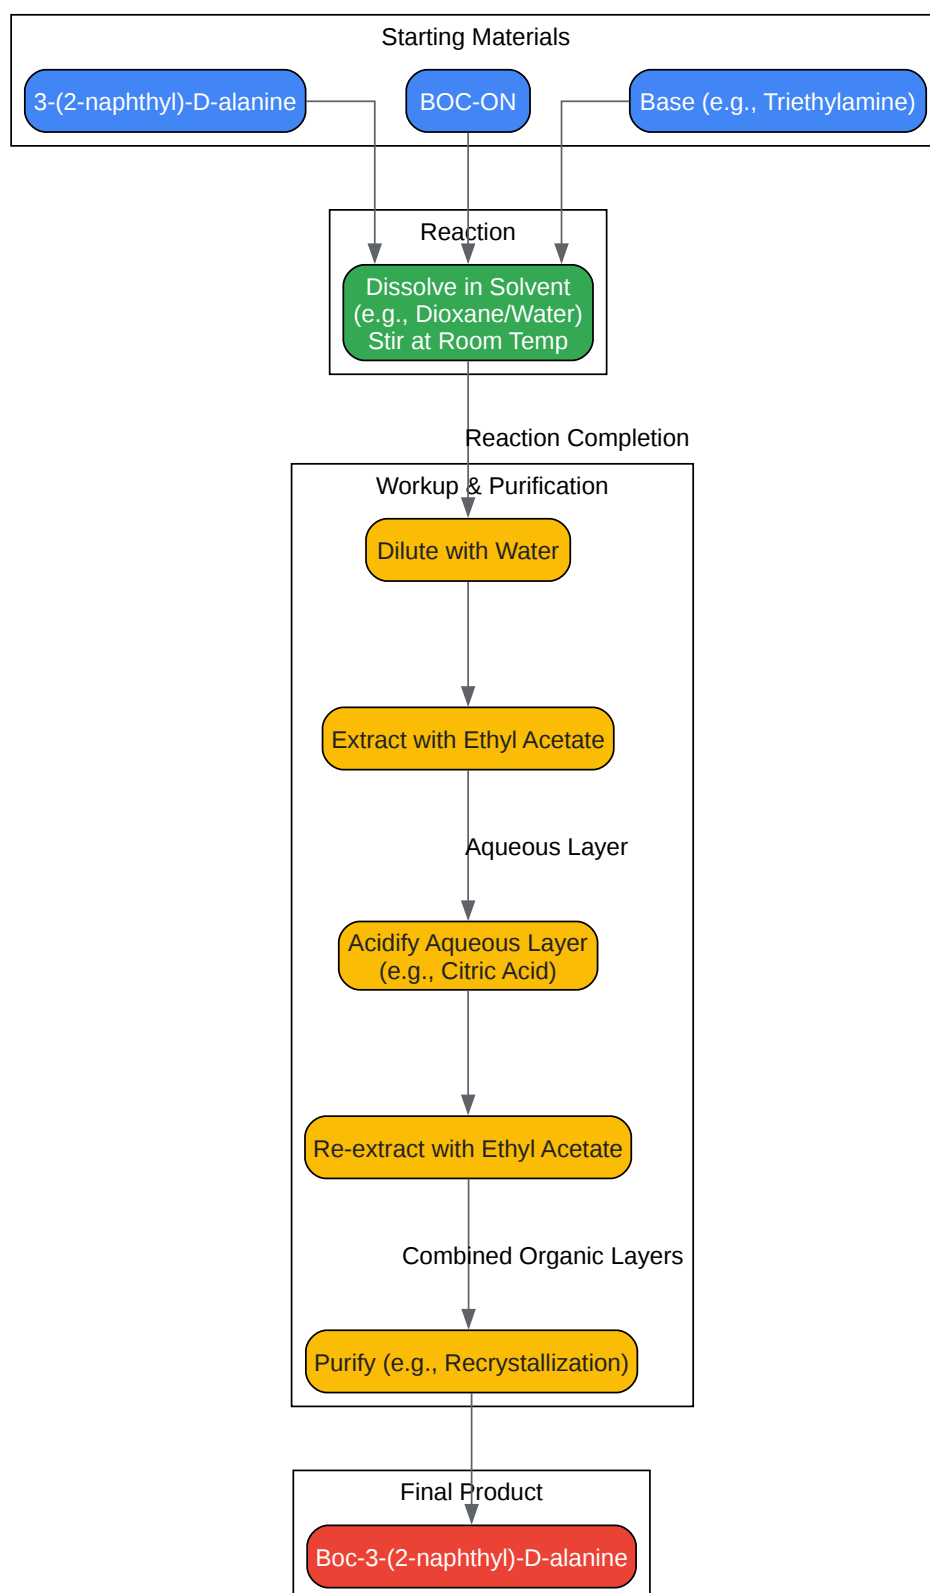 Starting Materials
3-(2-naphthyl)-D-alanine
BOC-ON
Base (e.g., Triethylamine)
Reaction
Dissolve in Solvent
(e.g., Dioxane/Water)
Stir at Room Temp
Reaction Completion
Workup & Purification
Dilute with Water
Extract with Ethyl Acetate
Aqueous Layer
Acidify Aqueous Layer
(e.g., Citric Acid)
Re-extract with Ethyl Acetate
Combined Organic Layers
Purify (e.g., Recrystallization)
Final Product
Boc-3-(2-naphthyl)-D-alanine